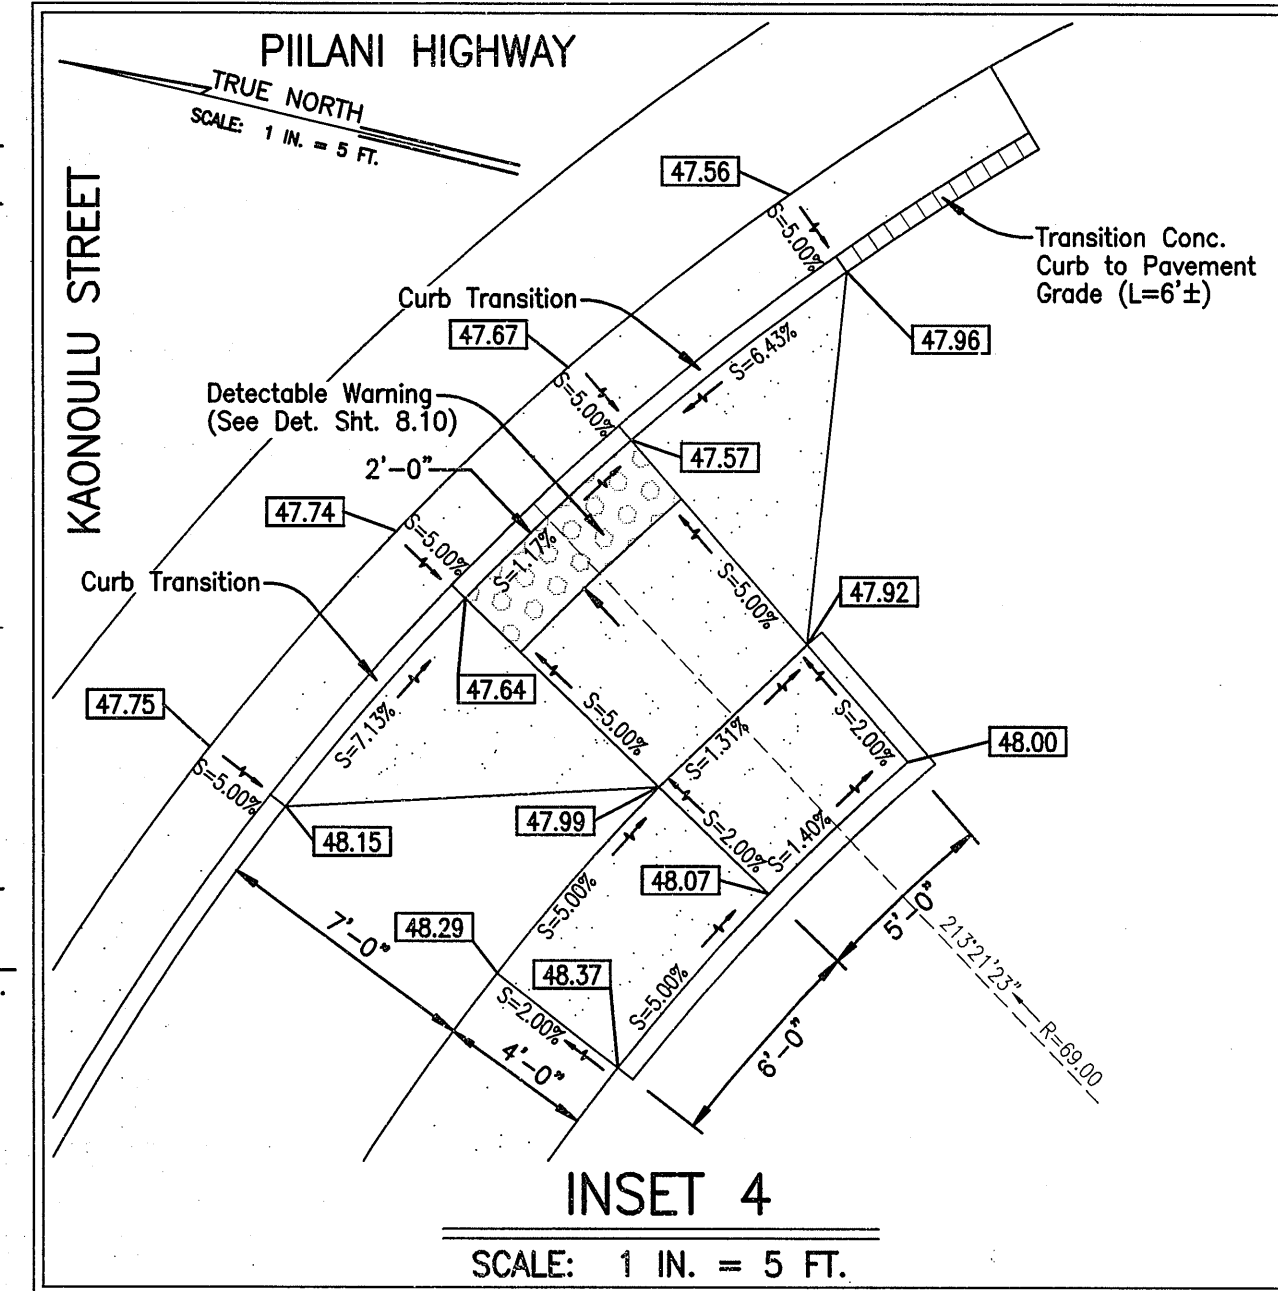 PIILANI HIGHWAY
TRUE NORTH
SCALE: 1 IN. = 5 FT.
KAONOULU STREET
47.56
S=5.00%
Transition Conc.
Curb to Pavement
Grade (L=6'±)
Curb Transition
47.67
47.96
S=6.43%
Detectable Warning
(See Det. Sht. 8.10)
S=5.00%
47.57
2'-0"
47.74
S=5.00%
S=1.17%
Curb Transition
S=5.00%
47.92
47.64
47.75
S=7.13%
S=5.00%
S=1.31%
S=2.00%
48.00
S=5.00%
47.99
48.15
S=2.00%
S=1.40%
48.07
S=5.00%
7'-0"
48.29
5'-0"
213°21'23"
48.37
S=2.00%
S=5.00%
4'-0"
6'-0"
R=69.00
INSET 4
SCALE: 1 IN. = 5 FT.